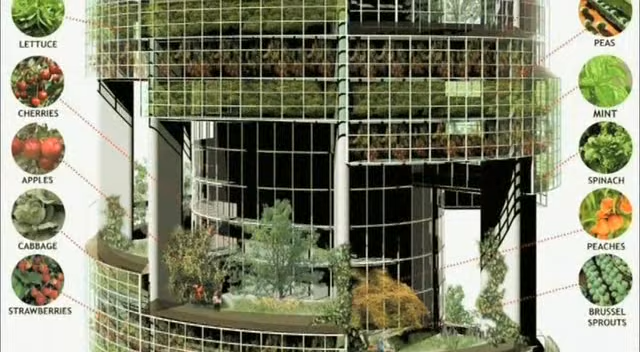 LETTUCE
CHERRIES
APPLES
CABBAGE
STRAWBERRIES
PEAS
MINT
SPINACH
PEACHES
BRUSSEL
SPROUTS